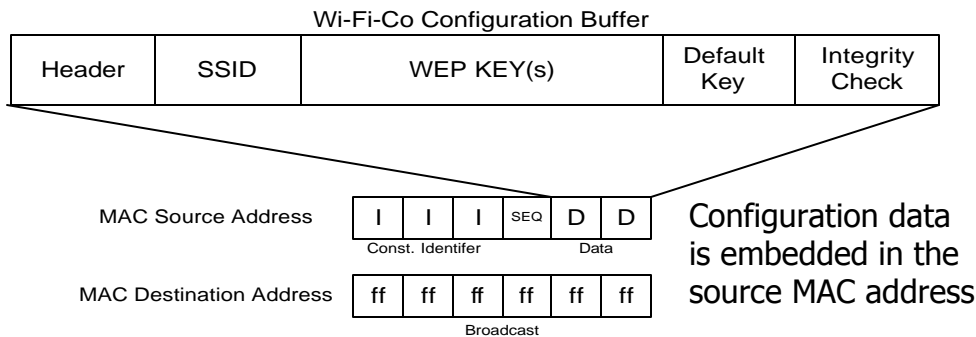 Wi-Fi-Co Configuration Buffer
Header SSID WEP KEY(s) Default Key Integrity Check
MAC Source Address I I I SEQ D D
Const. Identifer Data
MAC Destination Address ff ff ff ff ff ff
Broadcast
Configuration data
is embedded in the
source MAC address